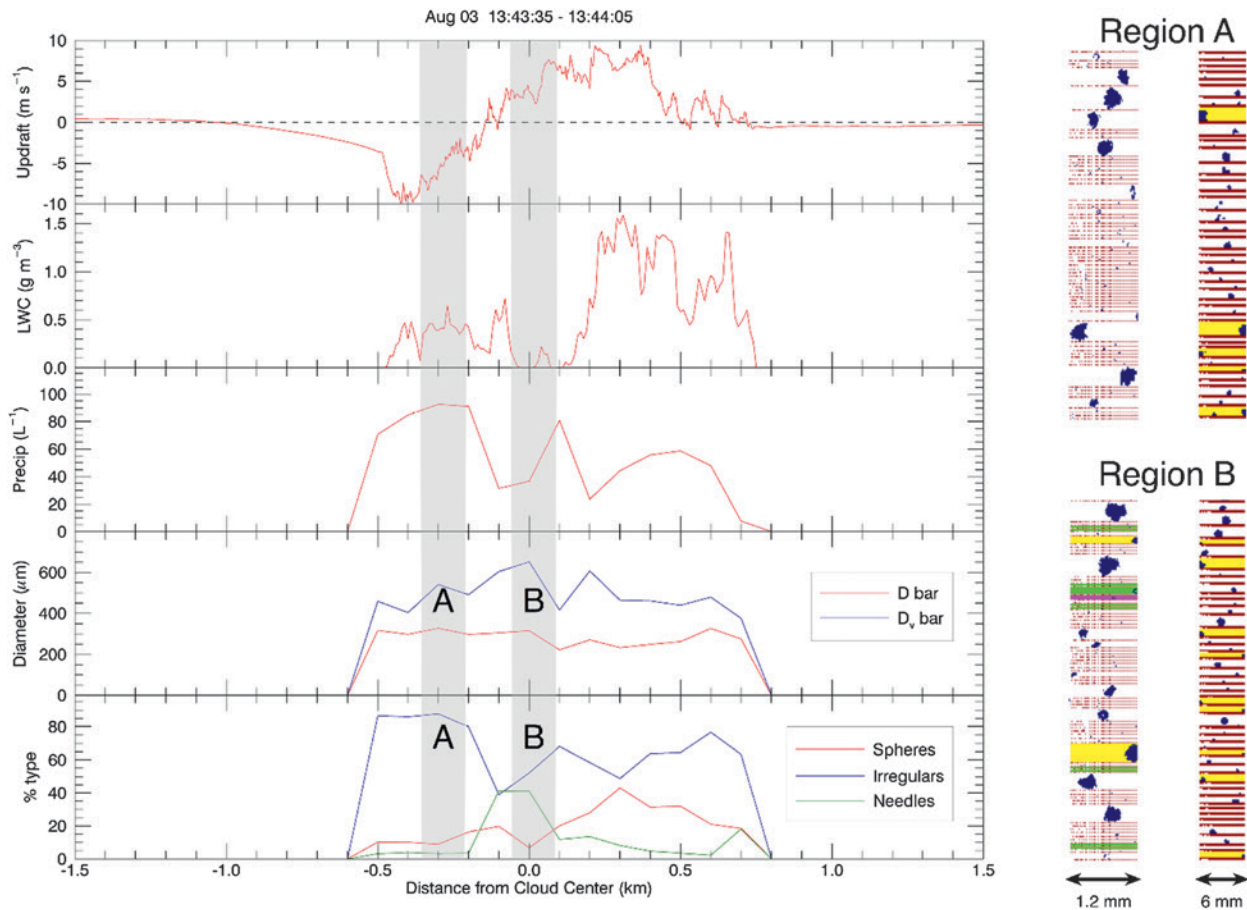 Aug 03 13:43:35 - 13:44:05
Region A
10
5
0
-5
-10
Updraft (m s⁻¹)
1.5
1.0
0.5
0.0
LWC (g m⁻³)
100
80
60
40
20
0
Precip (L⁻¹)
Region B
600
400
200
0
Diameter (μm)
A
B
D bar
Dᵥ bar
80
60
40
20
0
% type
A
B
Spheres
Irregulars
Needles
-1.5
-1.0
-0.5
0.0
0.5
1.0
1.5
Distance from Cloud Center (km)
1.2 mm
6 mm